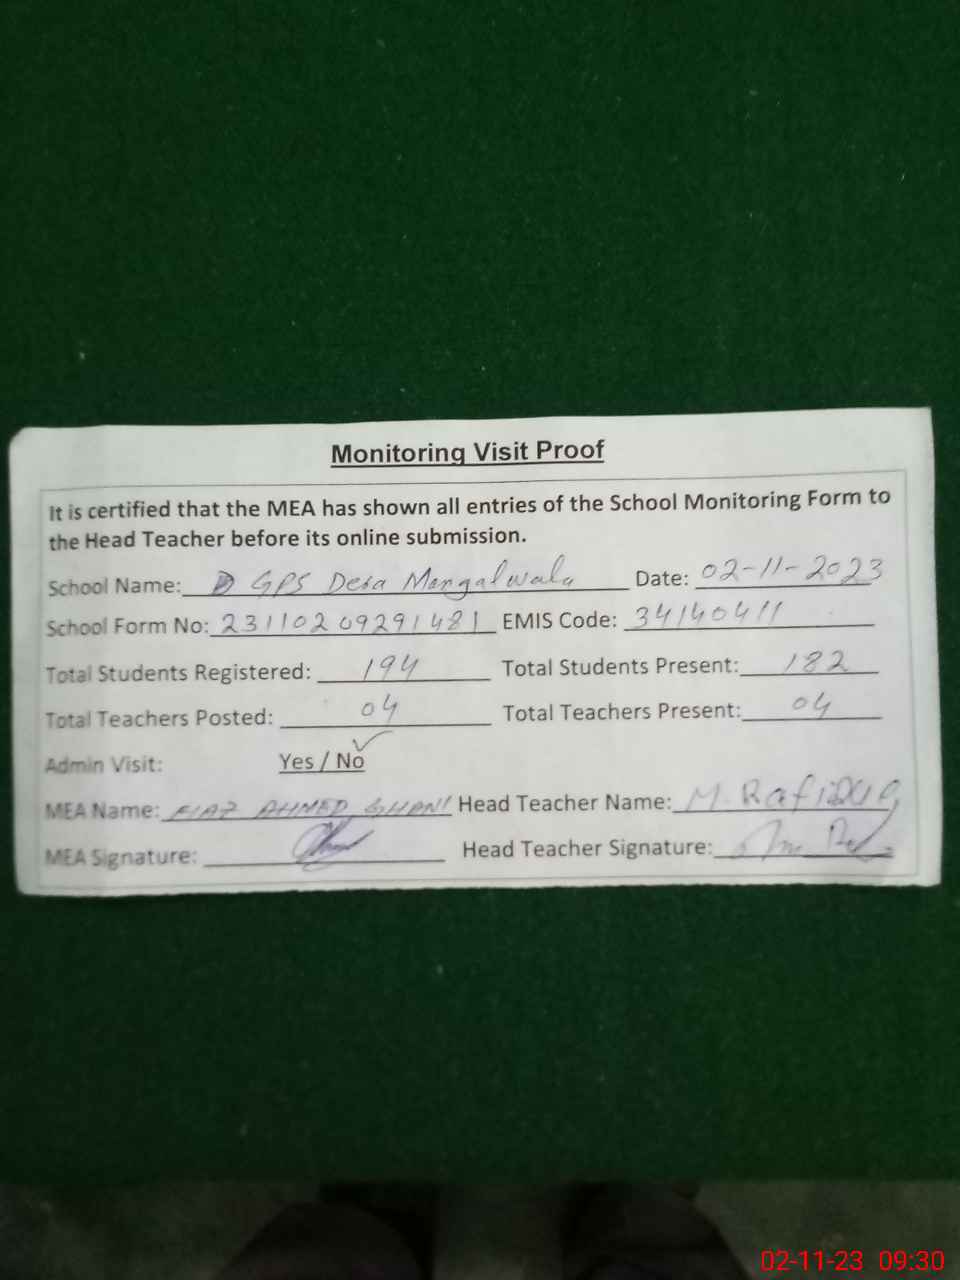 Monitoring Visit Proof
It is certified that the MEA has shown all entries of the School Monitoring Form to
the Head Teacher before its online submission.
School Name: GPS Dera Mangalwala Date: 02-11-2023
School Form No: 23110209291481 EMIS Code: 34140411
Total Students Registered: 194 Total Students Present: 182
Total Teachers Posted: 04 Total Teachers Present: 04
Admin Visit: Yes / No
MEA Name: FIAZ AHMED GHANI Head Teacher Name: M. Rafique
MEA Signature: Head Teacher Signature:
02-11-23 09:30